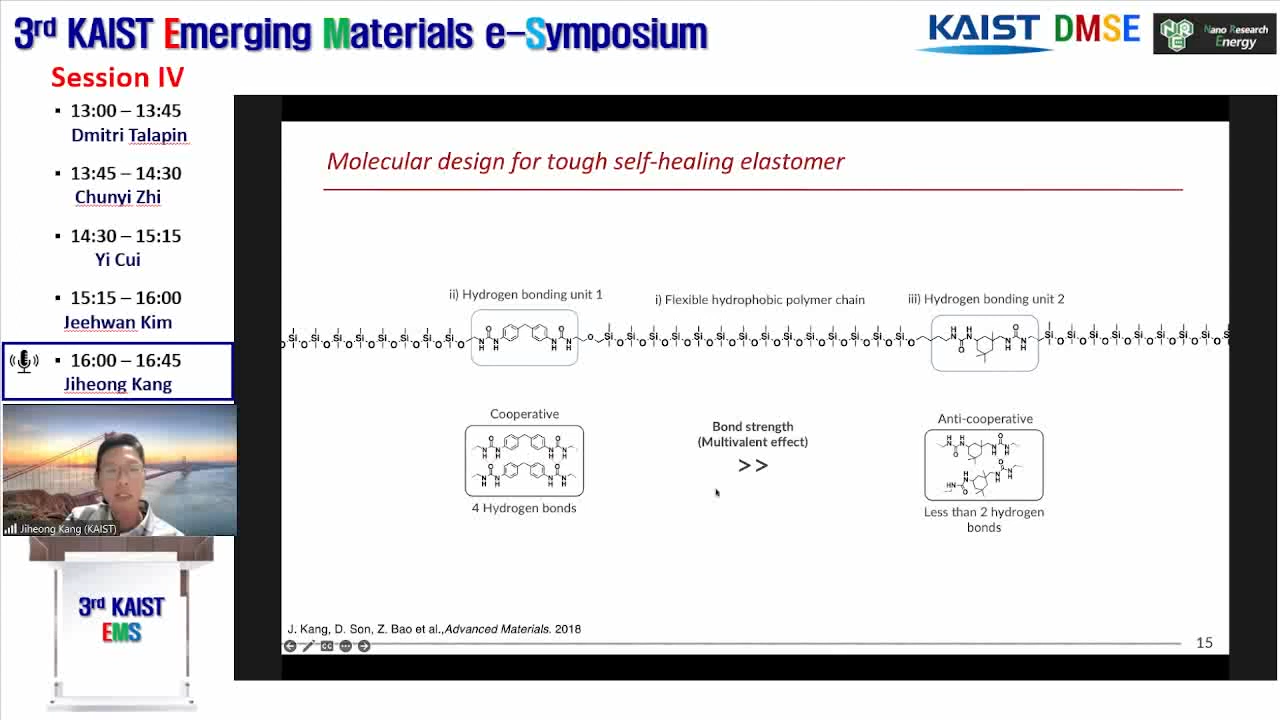 3rd KAIST Emerging Materials e-Symposium
KAIST DMSE
NRE
Nano Research
Energy
Session IV
13:00 – 13:45
Dmitri Talapin
13:45 – 14:30
Chunyi Zhi
14:30 – 15:15
Yi Cui
15:15 – 16:00
Jeehwan Kim
16:00 – 16:45
Jiheong Kang
Jiheong Kang (KAIST)
3rd KAIST
EMS
Molecular design for tough self-healing elastomer
ii) Hydrogen bonding unit 1
i) Flexible hydrophobic polymer chain
iii) Hydrogen bonding unit 2
Cooperative
4 Hydrogen bonds
Bond strength
(Multivalent effect)
>>
Anti-cooperative
Less than 2 hydrogen
bonds
J. Kang, D. Son, Z. Bao et al.,Advanced Materials. 2018
15